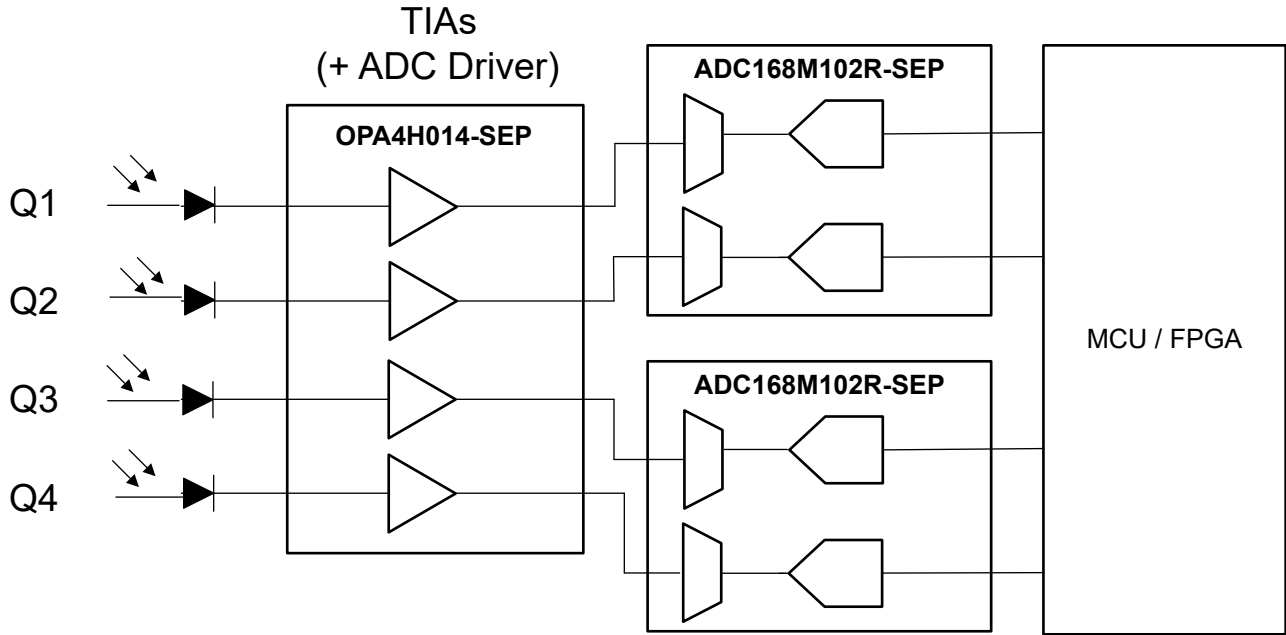 TIAs
(+ ADC Driver)
OPA4H014-SEP
ADC168M102R-SEP
Q1
Q2
Q3
Q4
ADC168M102R-SEP
MCU / FPGA